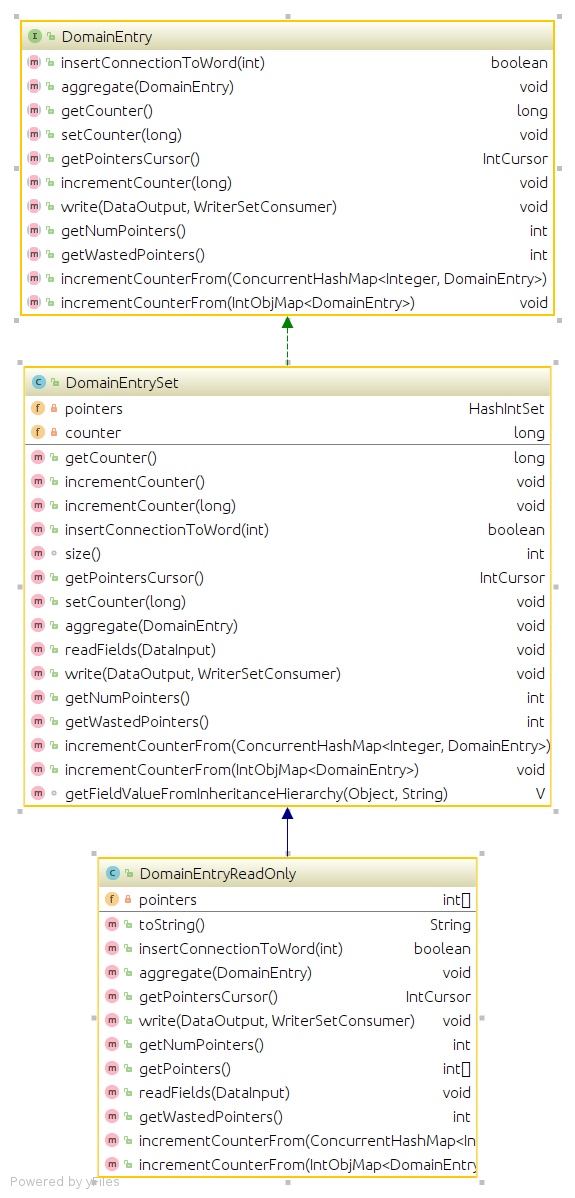 I DomainEntry
m insertConnectionToWord(int) boolean
m aggregate(DomainEntry) void
m getCounter() long
m setCounter(long) void
m getPointersCursor() IntCursor
m incrementCounter(long) void
m write(DataOutput, WriterSetConsumer) void
m getNumPointers() int
m getWastedPointers() int
m incrementCounterFrom(ConcurrentHashMap<Integer, DomainEntry>)
m incrementCounterFrom(IntObjMap<DomainEntry>) void
C DomainEntrySet
f pointers HashIntSet
f counter long
m getCounter() long
m incrementCounter() void
m incrementCounter(long) void
m insertConnectionToWord(int) boolean
m size() int
m getPointersCursor() IntCursor
m setCounter(long) void
m aggregate(DomainEntry) void
m readFields(DataInput) void
m write(DataOutput, WriterSetConsumer) void
m getNumPointers() int
m getWastedPointers() int
m incrementCounterFrom(ConcurrentHashMap<Integer, DomainEntry>)
m incrementCounterFrom(IntObjMap<DomainEntry>) void
m getFieldValueFromInheritanceHierarchy(Object, String) V
C DomainEntryReadOnly
f pointers int[]
m toString() String
m insertConnectionToWord(int) boolean
m aggregate(DomainEntry) void
m getPointersCursor() IntCursor
m write(DataOutput, WriterSetConsumer) void
m getNumPointers() int
m getPointers() int[]
m readFields(DataInput) void
m getWastedPointers() int
m incrementCounterFrom(ConcurrentHashMap<In
m incrementCounterFrom(IntObjMap<DomainEntry
Powered by yFiles